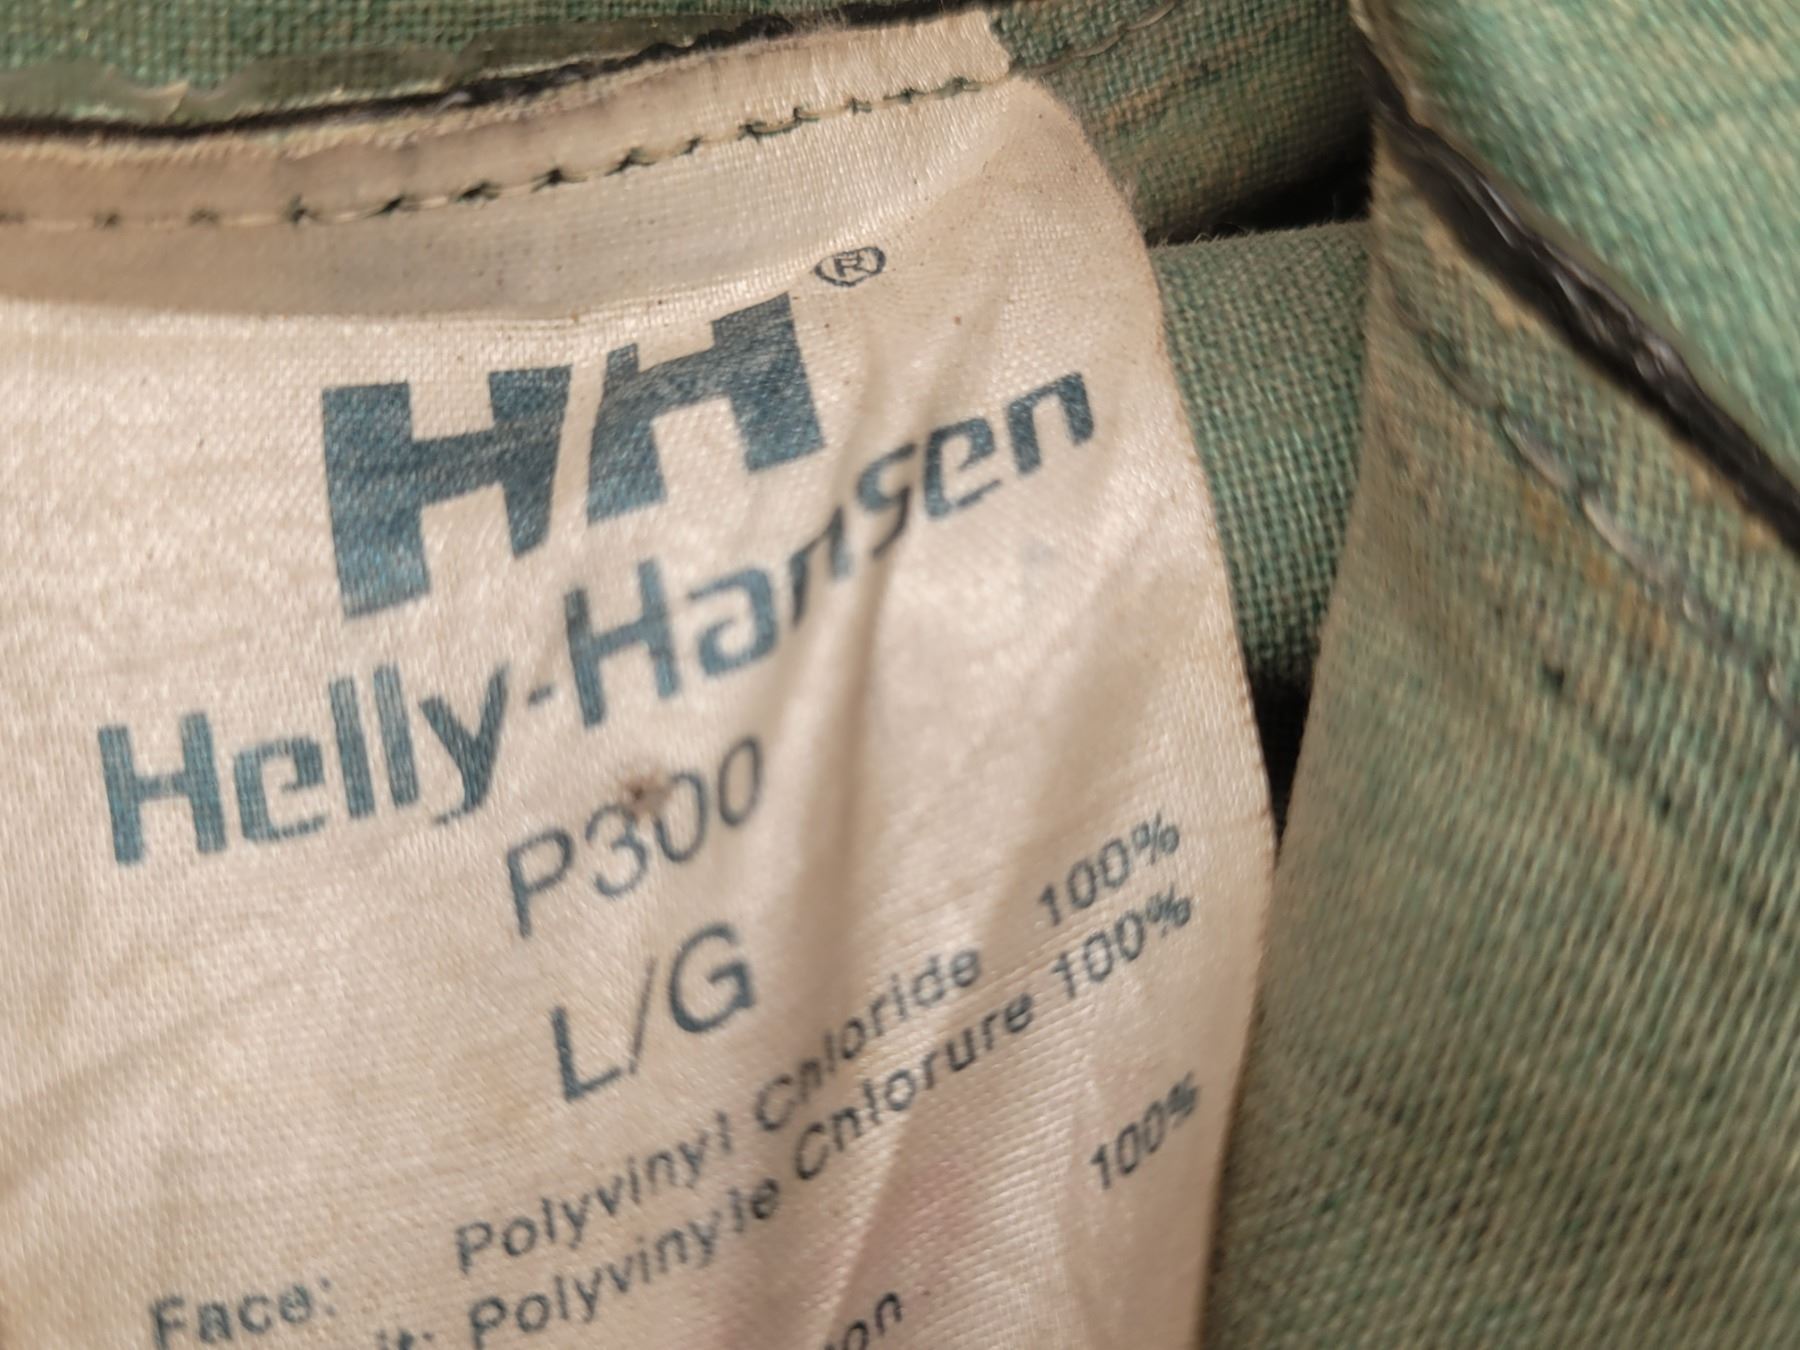 HH®
Helly-Hansen
P300
L/G
Face: Polyvinyl Chloride 100%
Polyvinyle Chlorure 100%
100%